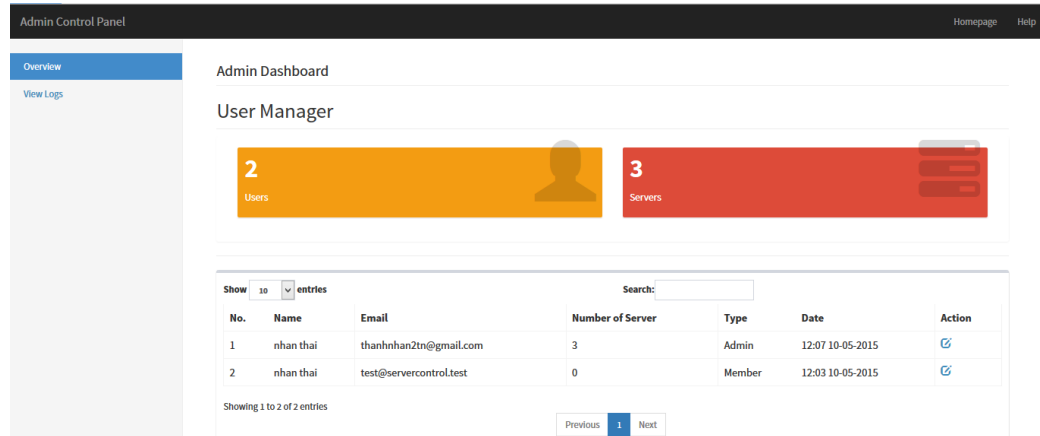 Admin Control Panel Homepage Help
Overview
View Logs
Admin Dashboard
User Manager
2
Users
3
Servers
Show 10 entries Search:
No. Name Email Number of Server Type Date Action
1 nhan thai thanhnhan2tn@gmail.com 3 Admin 12:07 10-05-2015
2 nhan thai test@servercontrol.test 0 Member 12:03 10-05-2015
Showing 1 to 2 of 2 entries
Previous 1 Next